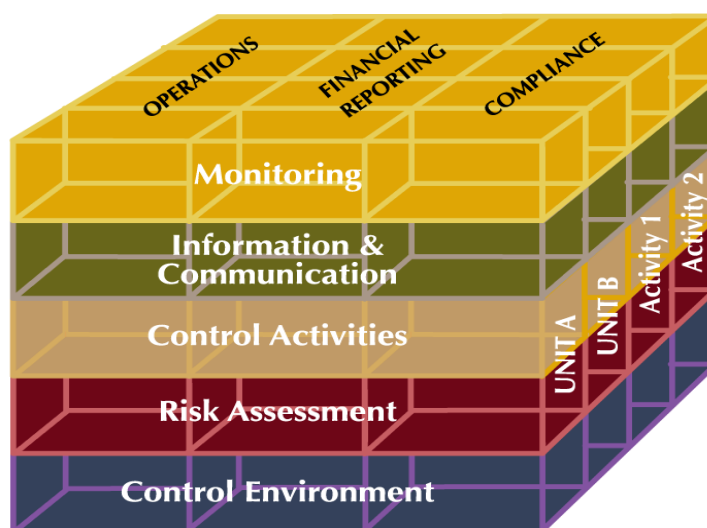 OPERATIONS
FINANCIAL
REPORTING
COMPLIANCE
Monitoring
Information &
Communication
Control Activities
Risk Assessment
Control Environment
UNIT A
UNIT B
Activity 1
Activity 2